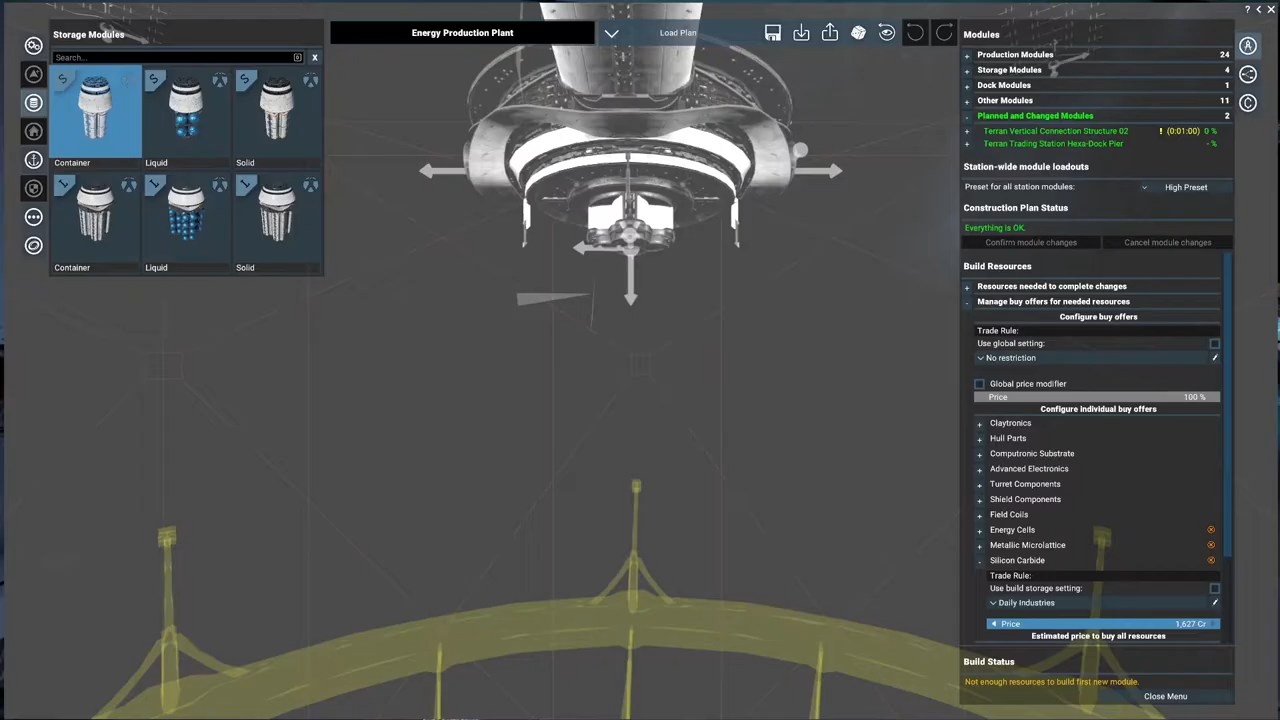 ? < x
Storage Modules
Search...
x
S
S
S
Container
Liquid
Solid
1
1
1
Container
Liquid
Solid
Energy Production Plant
Load Plan
Modules
+ Production Modules 24
+ Storage Modules 4
+ Dock Modules 1
+ Other Modules 11
- Planned and Changed Modules 2
+ Terran Vertical Connection Structure 02 ! (0:01:00) 0 %
+ Terran Trading Station Hexa-Dock Pier - %
Station-wide module loadouts
Preset for all station modules: High Preset
Construction Plan Status
Everything is OK.
Confirm module changes Cancel module changes
Build Resources
+ Resources needed to complete changes
- Manage buy offers for needed resources
Configure buy offers
Trade Rule:
Use global setting:
No restriction
Global price modifier
Price 100 %
Configure individual buy offers
+ Claytronics
+ Hull Parts
+ Computronic Substrate
+ Advanced Electronics
+ Turret Components
+ Shield Components
+ Field Coils
+ Energy Cells
+ Metallic Microlattice
- Silicon Carbide
Trade Rule:
Use build storage setting:
Daily Industries
Price 1,627 Cr
Estimated price to buy all resources
Build Status
Not enough resources to build first new module.
Close Menu